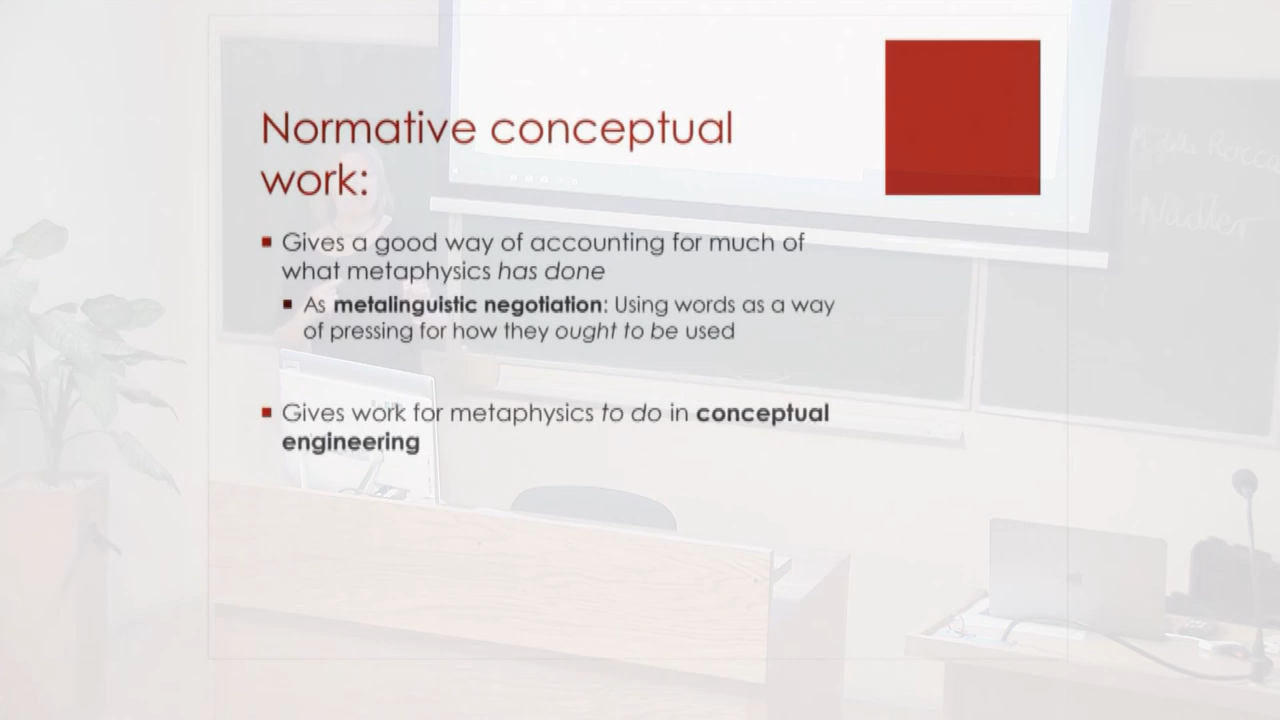 Normative conceptual
work:
Gives a good way of accounting for much of
what metaphysics has done
As metalinguistic negotiation: Using words as a way
of pressing for how they ought to be used
Gives work for metaphysics to do in conceptual
engineering
Rocca
Nadler